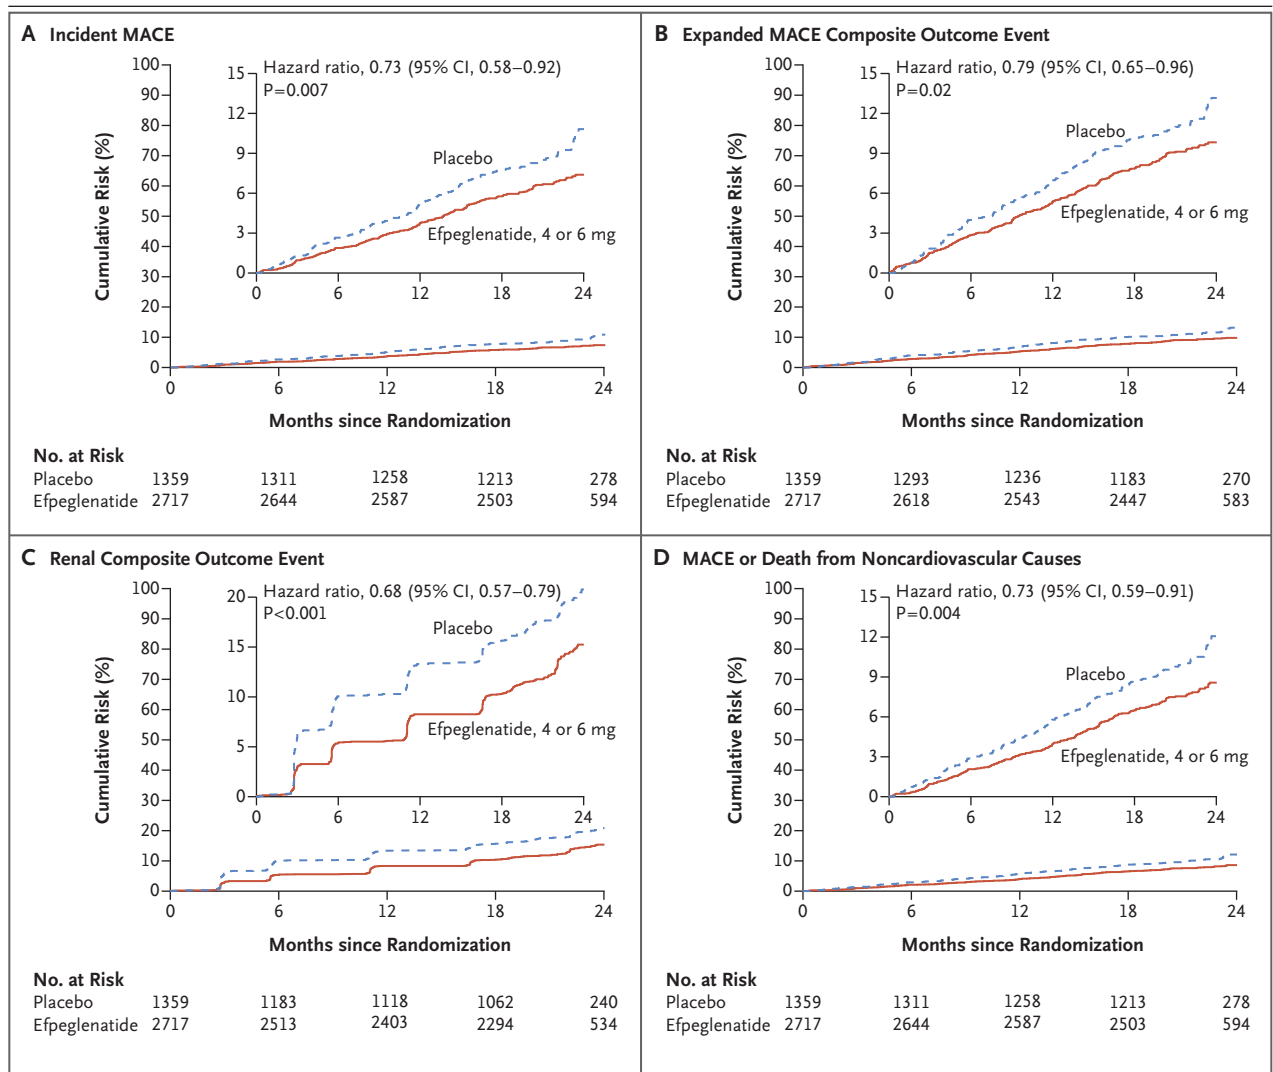 A Incident MACE
Cumulative Risk (%)
100
90
80
70
60
50
40
30
20
10
0
0 6 12 18 24
15
12
9
6
3
0
0 6 12 18 24
Hazard ratio, 0.73 (95% CI, 0.58–0.92)
P=0.007
Placebo
Efpeglenatide, 4 or 6 mg
Months since Randomization
No. at Risk
Placebo 1359 1311 1258 1213 278
Efpeglenatide 2717 2644 2587 2503 594
B Expanded MACE Composite Outcome Event
Cumulative Risk (%)
100
90
80
70
60
50
40
30
20
10
0
0 6 12 18 24
15
12
9
6
3
0
0 6 12 18 24
Hazard ratio, 0.79 (95% CI, 0.65–0.96)
P=0.02
Placebo
Efpeglenatide, 4 or 6 mg
Months since Randomization
No. at Risk
Placebo 1359 1293 1236 1183 270
Efpeglenatide 2717 2618 2543 2447 583
C Renal Composite Outcome Event
Cumulative Risk (%)
100
90
80
70
60
50
40
30
20
10
0
0 6 12 18 24
20
15
10
5
0
0 6 12 18 24
Hazard ratio, 0.68 (95% CI, 0.57–0.79)
P<0.001
Placebo
Efpeglenatide, 4 or 6 mg
Months since Randomization
No. at Risk
Placebo 1359 1183 1118 1062 240
Efpeglenatide 2717 2513 2403 2294 534
D MACE or Death from Noncardiovascular Causes
Cumulative Risk (%)
100
90
80
70
60
50
40
30
20
10
0
0 6 12 18 24
15
12
9
6
3
0
0 6 12 18 24
Hazard ratio, 0.73 (95% CI, 0.59–0.91)
P=0.004
Placebo
Efpeglenatide, 4 or 6 mg
Months since Randomization
No. at Risk
Placebo 1359 1311 1258 1213 278
Efpeglenatide 2717 2644 2587 2503 594